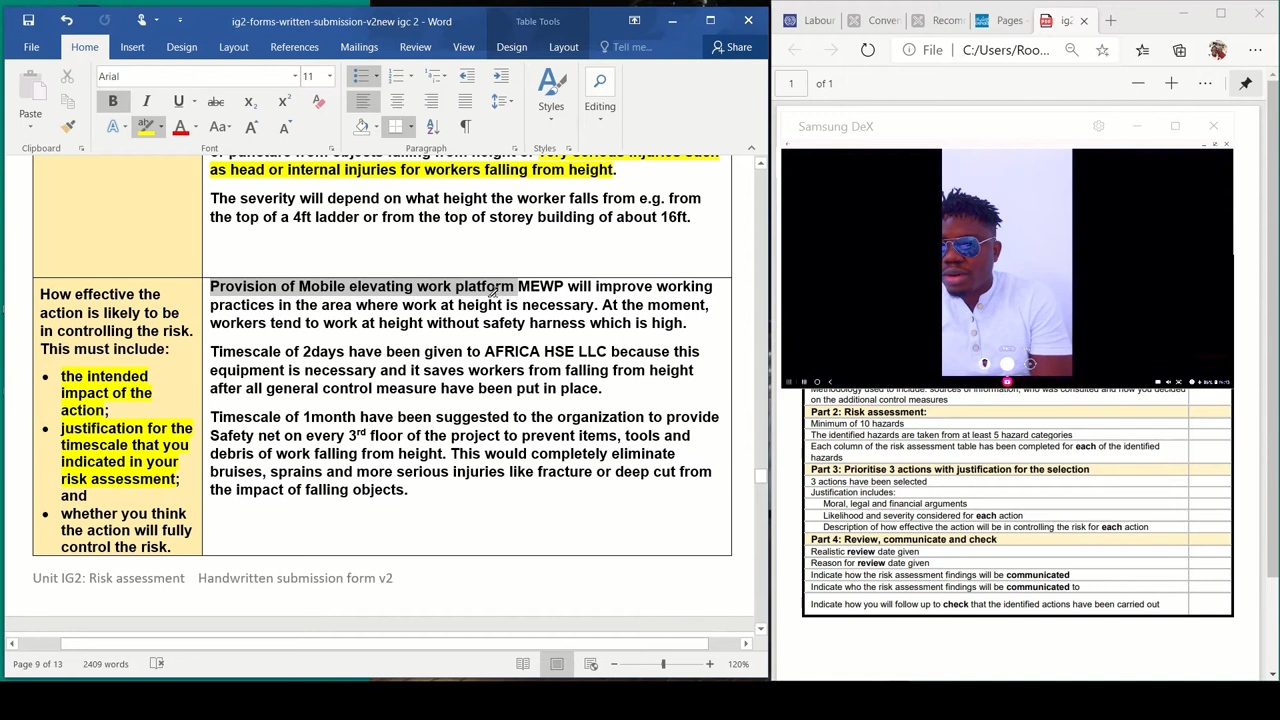 ig2-forms-written-submission-v2new igc 2 - Word
Table Tools
File Home Insert Design Layout References Mailings Review View Design Layout Tell me... Share
Arial 11
Paste
Styles
Editing
Clipboard Font Paragraph Styles
as head or internal injuries for workers falling from height.
The severity will depend on what height the worker falls from e.g. from
the top of a 4ft ladder or from the top of storey building of about 16ft.
How effective the
action is likely to be
in controlling the risk.
This must include:
• the intended
impact of the
action;
• justification for the
timescale that you
indicated in your
risk assessment;
and
• whether you think
the action will fully
control the risk.
Provision of Mobile elevating work platform MEWP will improve working
practices in the area where work at height is necessary. At the moment,
workers tend to work at height without safety harness which is high.
Timescale of 2days have been given to AFRICA HSE LLC because this
equipment is necessary and it saves workers from falling from height
after all general control measure have been put in place.
Timescale of 1month have been suggested to the organization to provide
Safety net on every 3rd floor of the project to prevent items, tools and
debris of work falling from height. This would completely eliminate
bruises, sprains and more serious injuries like fracture or deep cut from
the impact of falling objects.
Unit IG2: Risk assessment Handwritten submission form v2
Page 9 of 13 2409 words 120%
Labour Conver Recom Pages ig2
File C:/Users/Roo...
1 of 1
Samsung DeX
on the additional control measures
Part 2: Risk assessment:
Minimum of 10 hazards
The identified hazards are taken from at least 5 hazard categories
Each column of the risk assessment table has been completed for each of the identified
hazards
Part 3: Prioritise 3 actions with justification for the selection
3 actions have been selected
Justification includes:
Moral, legal and financial arguments
Likelihood and severity considered for each action
Description of how effective the action will be in controlling the risk for each action
Part 4: Review, communicate and check
Realistic review date given
Reason for review date given
Indicate how the risk assessment findings will be communicated
Indicate who the risk assessment findings will be communicated to
Indicate how you will follow up to check that the identified actions have been carried out